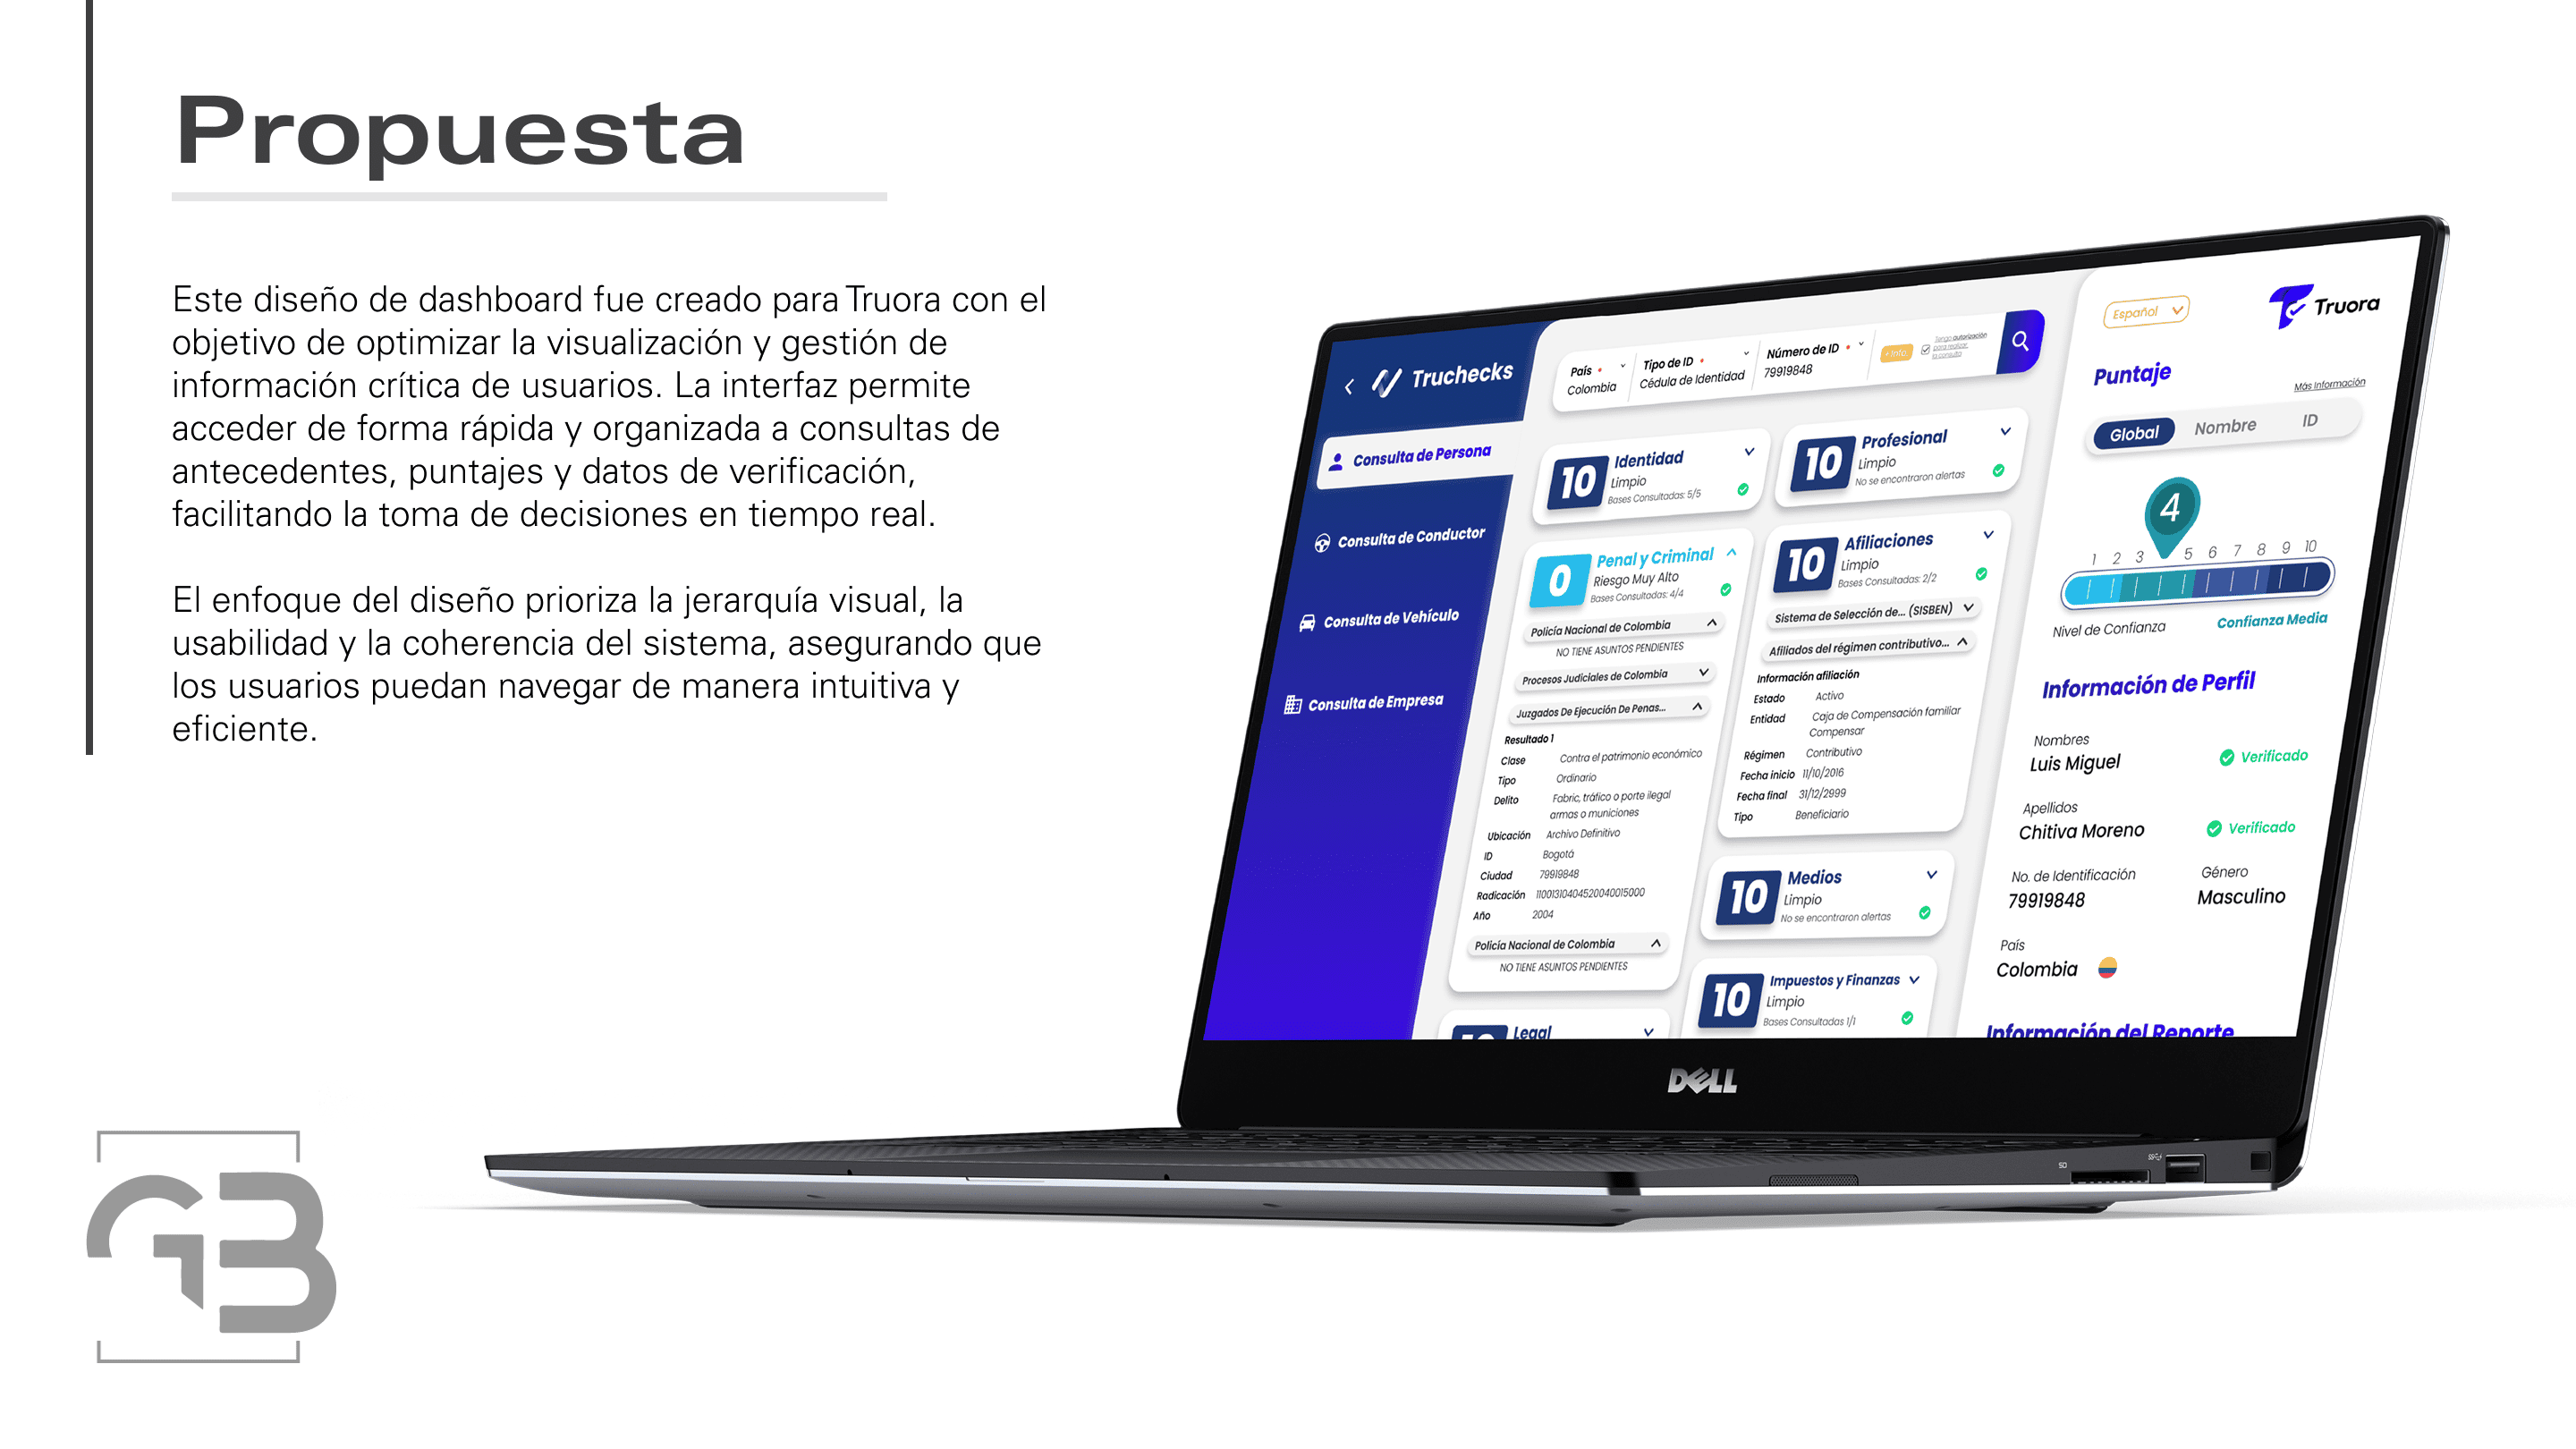 Propuesta
Este diseño de dashboard fue creado para Truora con el
objetivo de optimizar la visualización y gestión de
información crítica de usuarios. La interfaz permite
acceder de forma rápida y organizada a consultas de
antecedentes, puntajes y datos de verificación,
facilitando la toma de decisiones en tiempo real.
El enfoque del diseño prioriza la jerarquía visual, la
usabilidad y la coherencia del sistema, asegurando que
los usuarios puedan navegar de manera intuitiva y
eficiente.
GB
Truchecks
Consulta de Persona
Consulta de Conductor
Consulta de Vehículo
Consulta de Empresa
País *
Colombia
Tipo de ID *
Cédula de Identidad
Número de ID *
79919848
+ Info.
Tengo autorización
para realizar
la consulta
10
Identidad
Limpio
Bases Consultadas: 5/5
0
Penal y Criminal
Riesgo Muy Alto
Bases Consultadas: 4/4
Policía Nacional de Colombia
NO TIENE ASUNTOS PENDIENTES
Procesos Judiciales de Colombia
Juzgados De Ejecución De Penas...
Resultado 1
Clase Contra el patrimonio económico
Tipo Ordinario
Delito Fabric, tráfico o porte ilegal
armas o municiones
Ubicación Archivo Definitivo
ID Bogotá
Ciudad 79919848
Radicación 11001310404520040015000
Año 2004
Policía Nacional de Colombia
NO TIENE ASUNTOS PENDIENTES
Legal
10
Profesional
Limpio
No se encontraron alertas
10
Afiliaciones
Limpio
Bases Consultadas: 2/2
Sistema de Selección de... (SISBEN)
Afiliados del régimen contributivo...
Información afiliación
Estado Activo
Entidad Caja de Compensación familiar
Compensar
Régimen Contributivo
Fecha inicio 11/10/2016
Fecha final 31/12/2999
Tipo Beneficiario
10
Medios
Limpio
No se encontraron alertas
10
Impuestos y Finanzas
Limpio
Bases Consultadas 1/1
Español
Truora
Puntaje
Más Información
Global Nombre ID
4
1 2 3 5 6 7 8 9 10
Nivel de Confianza Confianza Media
Información de Perfil
Nombres
Luis Miguel Verificado
Apellidos
Chitiva Moreno Verificado
No. de Identificación Género
79919848 Masculino
País
Colombia
Información del Reporte
DELL